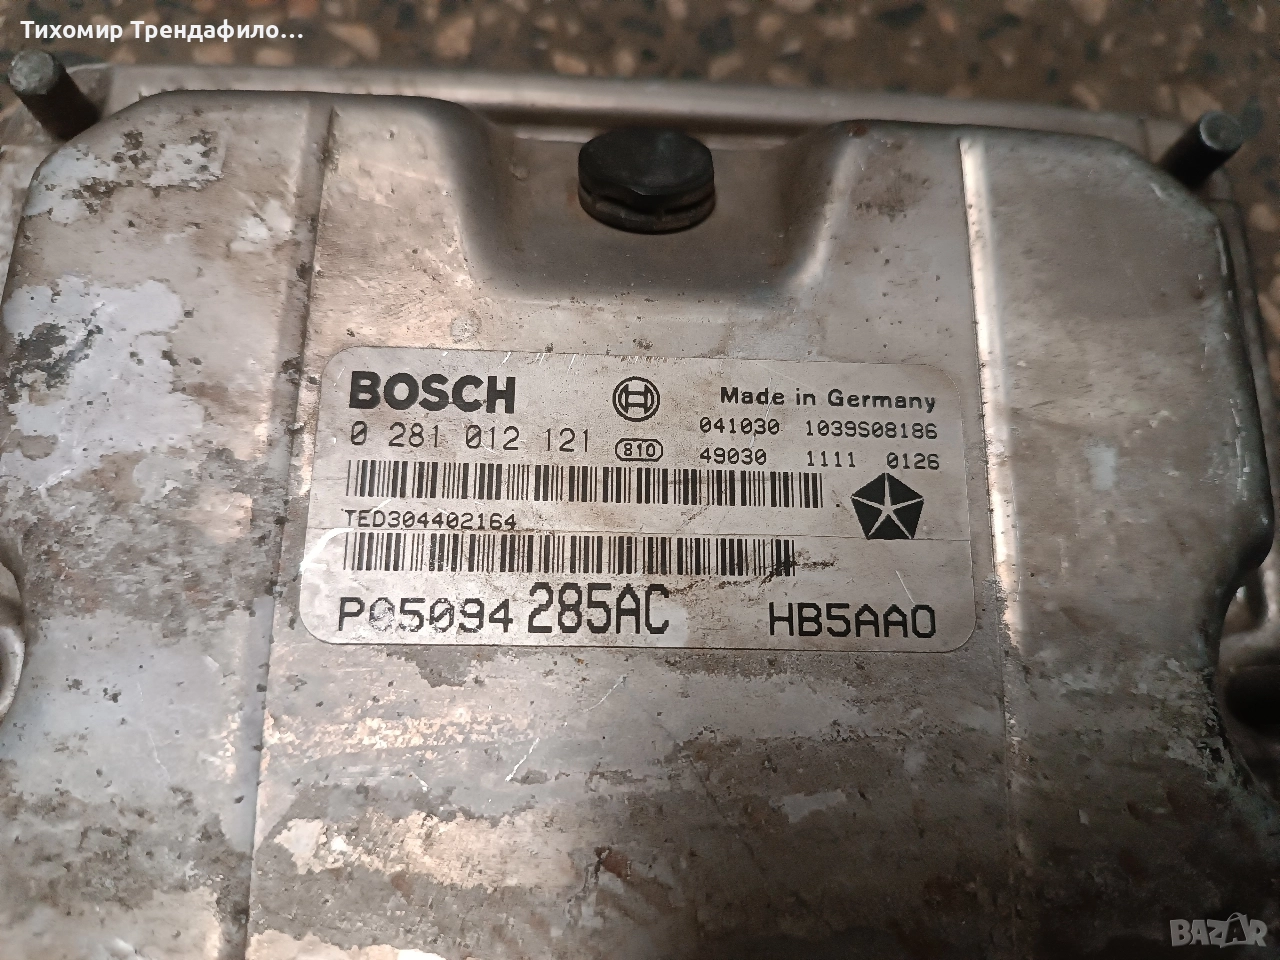 Тихомир Трендафило...
BOSCH
Made in Germany
0 281 012 121
810
041030 1039S08186
49030 1111 0126
TED304402164
P05094 285AC HB5AA0
BAZAR